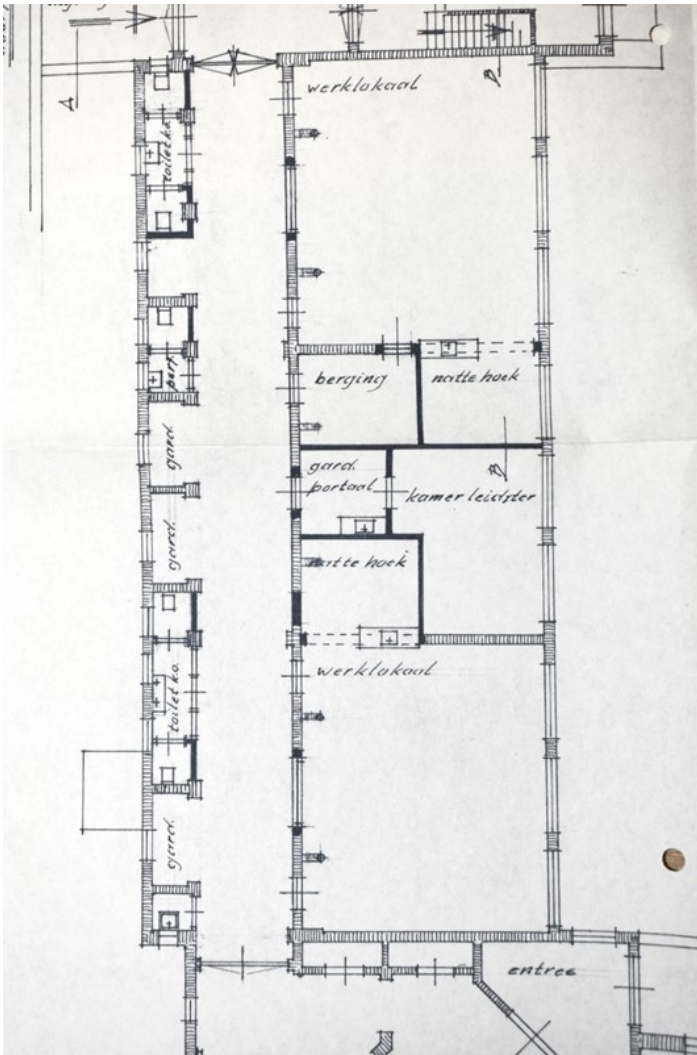 A
B
werklokaal
toilet k.o.
berging
natte hoek
pers.
gard.
gard.
portaal
kamer leidster
B
gard.
natte hoek
werklokaal
toilet k.o.
gard.
entree